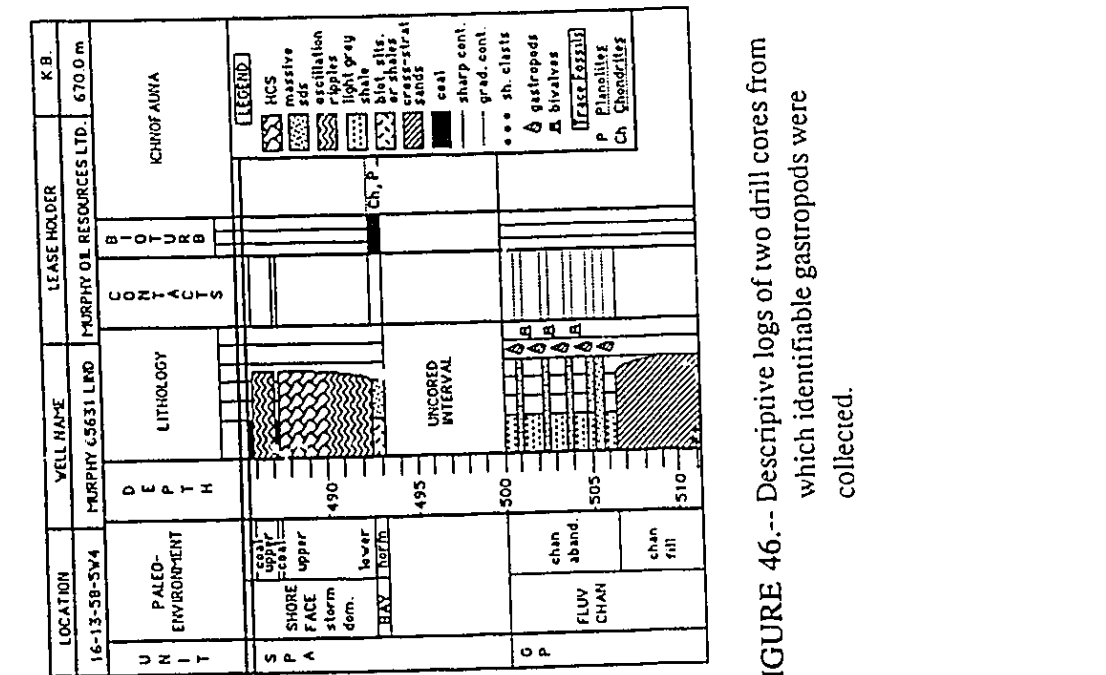 LOCATION WELL NAME LEASE HOLDER K.B.
16-13-58-5W4 MURPHY 65631 LIND MURPHY OIL RESOURCES LTD. 670.0 m
UNIT
PALEO-
ENVIRONMENT
DEPTH
LITHOLOGY
CONTACTS
BIOTURB
ICHNOFAUNA
SPA
SHORE
FACE
storm
dom.
coal
upper
coal
upper
lower
BAY
490
495
500
505
510
UNCORED
INTERVAL
Ch, P
GP
FLUV
CHAN
chan
aband.
chan
fill
LEGEND
HCS
massive
sds
oscillation
ripples
light grey
shale
biot. slts.
or shales
cross-strat
sands
coal
sharp cont.
grad. cont.
sh. clasts
gastropods
bivalves
Trace Fossils
P Planolites
Ch Chondrites
IGURE 46.-- Descriptive logs of two drill cores from
which identifiable gastropods were
collected.